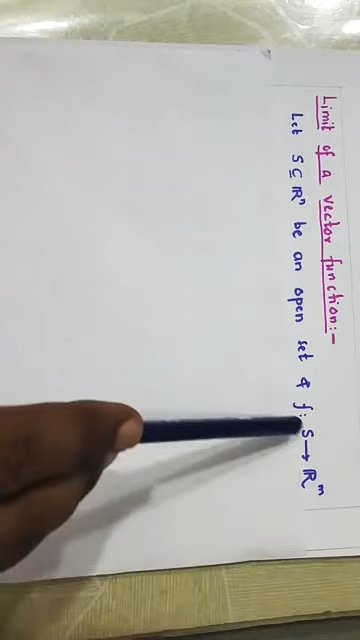 Limit of a vector function:-
Let S ⊆ ℝⁿ be an open set & f: S → ℝᵐ